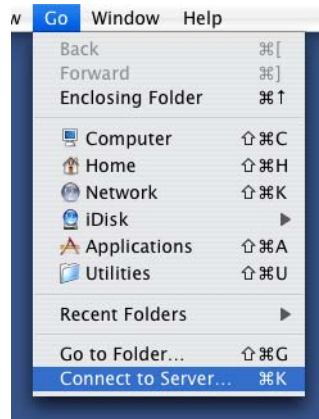 w Go Window Help
Back ⌘[
Forward ⌘]
Enclosing Folder ⌘↑
Computer ⇧⌘C
Home ⇧⌘H
Network ⇧⌘K
iDisk ▶
Applications ⇧⌘A
Utilities ⇧⌘U
Recent Folders ▶
Go to Folder... ⇧⌘G
Connect to Server... ⌘K